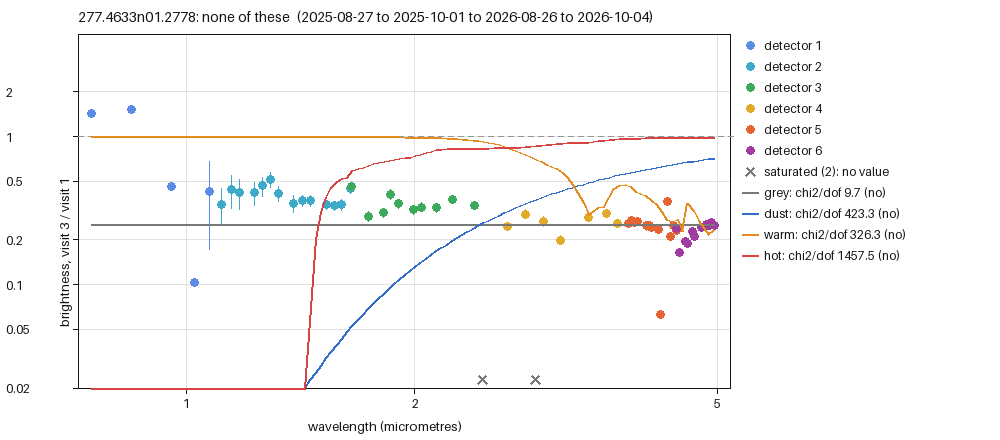 277.4633n01.2778: none of these  (2025-08-27 to 2025-10-01 to 2026-08-26 to 2026-10-04)
brightness, visit 3 / visit 1
2
1
0.5
0.2
0.1
0.05
0.02
1
2
5
wavelength (micrometres)
detector 1
detector 2
detector 3
detector 4
detector 5
detector 6
saturated (2): no value
grey: chi2/dof 9.7 (no)
dust: chi2/dof 423.3 (no)
warm: chi2/dof 326.3 (no)
hot: chi2/dof 1457.5 (no)